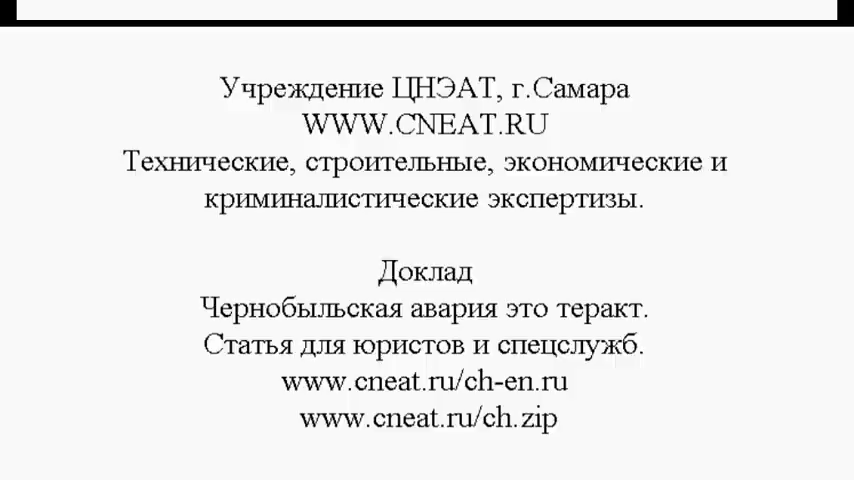 Учреждение ЦНЭАТ, г.Самара
WWW.CNEAT.RU
Технические, строительные, экономические и
криминалистические экспертизы.
Доклад
Чернобыльская авария это теракт.
Статья для юристов и спецслужб.
www.cneat.ru/ch-en.ru
www.cneat.ru/ch.zip